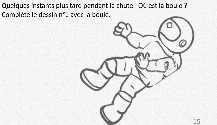 Quelques instants plus tard pendant la chute. Où est la boule ?
Complète le dessin n°1 avec la boule.
15